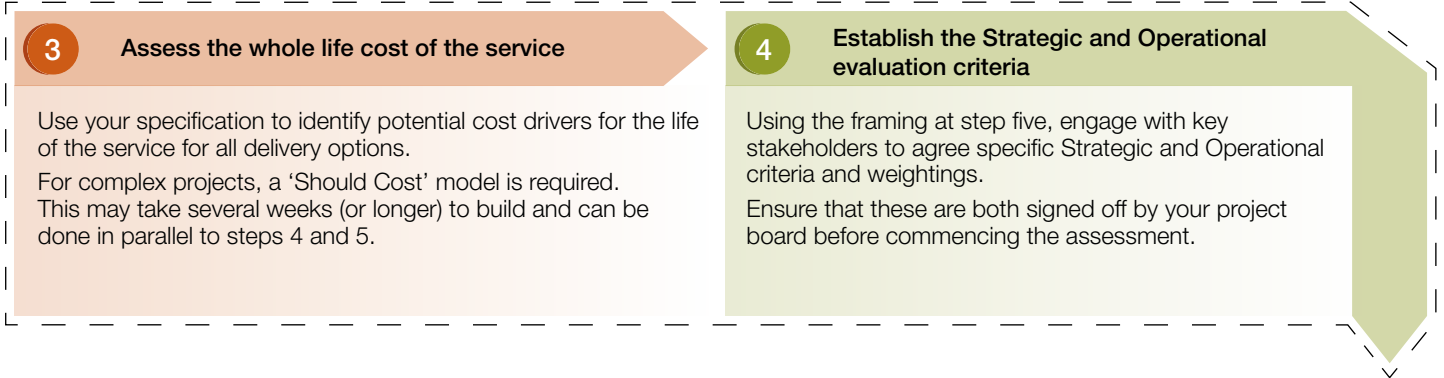 3
Assess the whole life cost of the service
Use your specification to identify potential cost drivers for the life
of the service for all delivery options.
For complex projects, a ‘Should Cost’ model is required.
This may take several weeks (or longer) to build and can be
done in parallel to steps 4 and 5.
4
Establish the Strategic and Operational
evaluation criteria
Using the framing at step five, engage with key
stakeholders to agree specific Strategic and Operational
criteria and weightings.
Ensure that these are both signed off by your project
board before commencing the assessment.